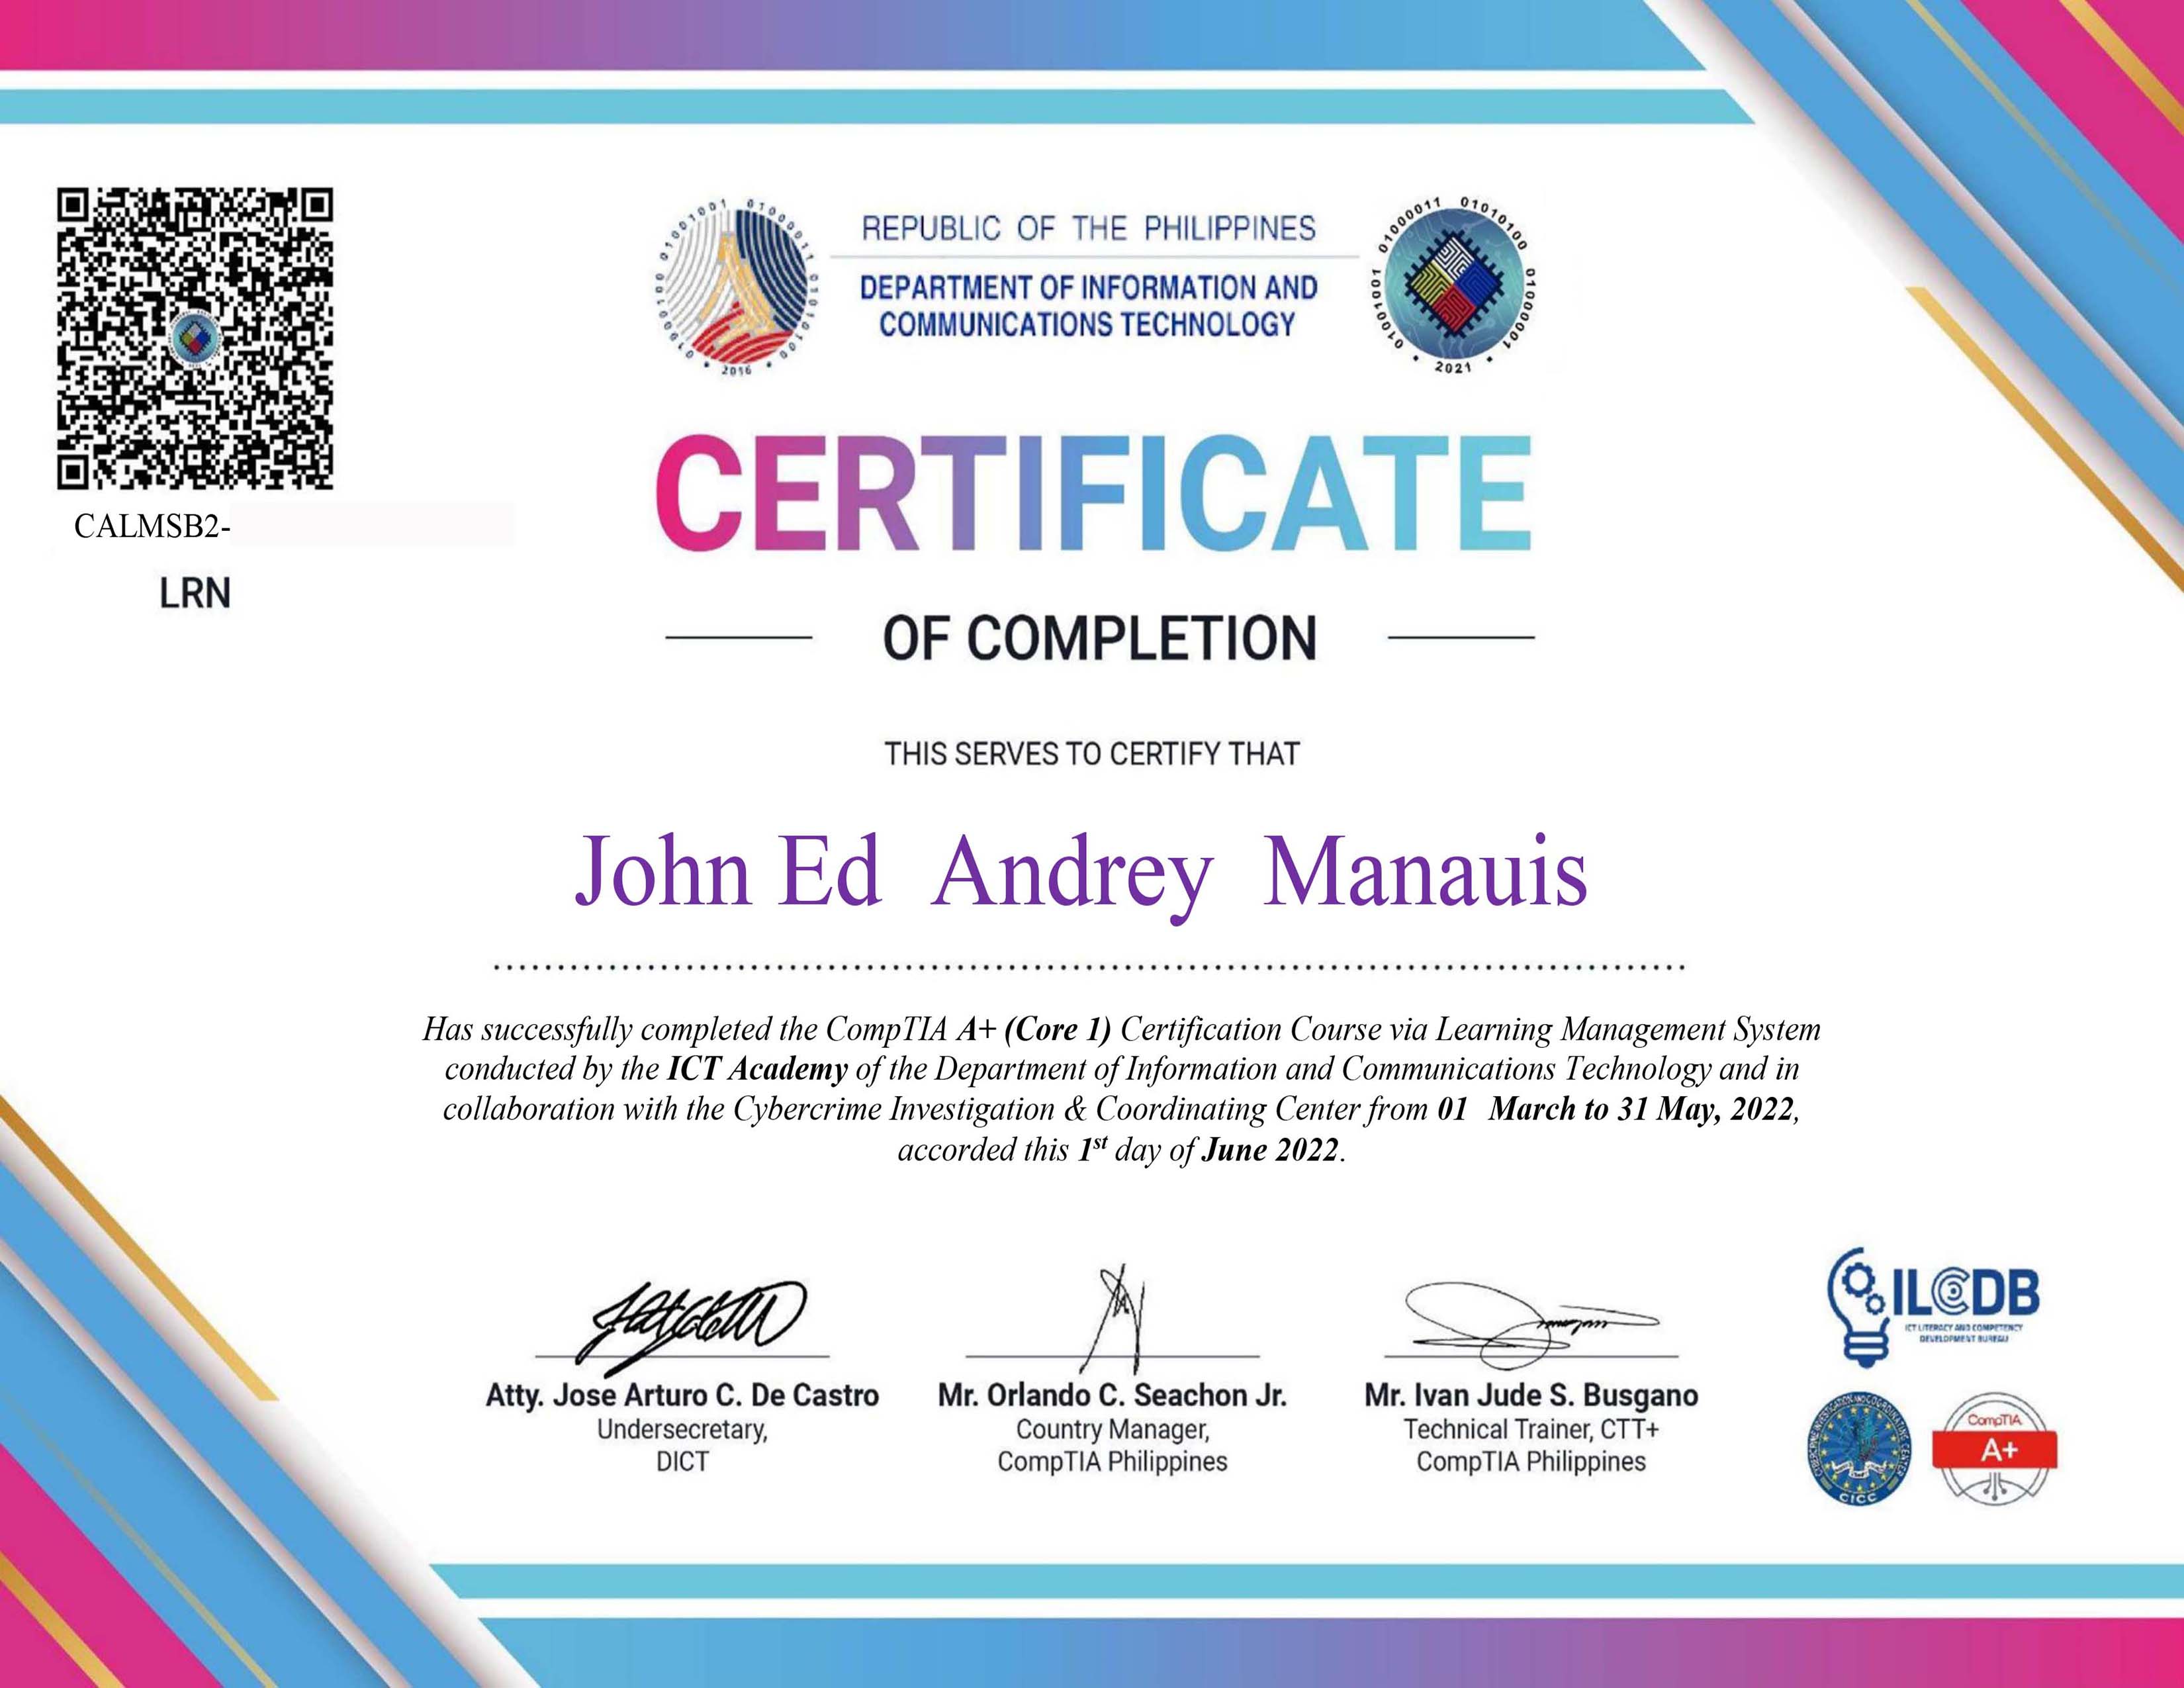 REPUBLIC OF THE PHILIPPINES
DEPARTMENT OF INFORMATION AND
COMMUNICATIONS TECHNOLOGY
01001001 01000011 01010100
2016
01001001 01000011 01010100 01000001
2021
CALMSB2-
LRN
CERTIFICATE
OF COMPLETION
THIS SERVES TO CERTIFY THAT
John Ed Andrey Manauis
Has successfully completed the CompTIA A+ (Core 1) Certification Course via Learning Management System
conducted by the ICT Academy of the Department of Information and Communications Technology and in
collaboration with the Cybercrime Investigation & Coordinating Center from 01 March to 31 May, 2022,
accorded this 1st day of June 2022.
Atty. Jose Arturo C. De Castro
Undersecretary,
DICT
Mr. Orlando C. Seachon Jr.
Country Manager,
CompTIA Philippines
Mr. Ivan Jude S. Busgano
Technical Trainer, CTT+
CompTIA Philippines
ILCDB
ICT LITERACY AND COMPETENCY
DEVELOPMENT BUREAU
CYBERCRIME INVESTIGATION AND COORDINATING CENTER
CICC
CompTIA
A+